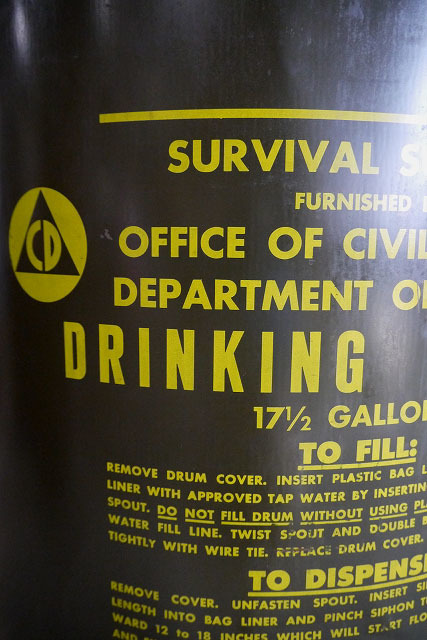 SURVIVAL S
FURNISHED
CD
OFFICE OF CIVIL
DEPARTMENT O
DRINKING
17½ GALLO
TO FILL:
REMOVE DRUM COVER. INSERT PLASTIC BAG L
LINER WITH APPROVED TAP WATER BY INSERTIN
SPOUT. DO NOT FILL DRUM WITHOUT USING PL
WATER FILL LINE. TWIST SPOUT AND DOUBLE B
TIGHTLY WITH WIRE TIE. REPLACE DRUM COVER.
TO DISPENS
REMOVE COVER. UNFASTEN SPOUT. INSERT SI
LENGTH INTO BAG LINER AND PINCH SIPHON T
WARD 12 TO 18 INCHES WHICH WILL START FLO